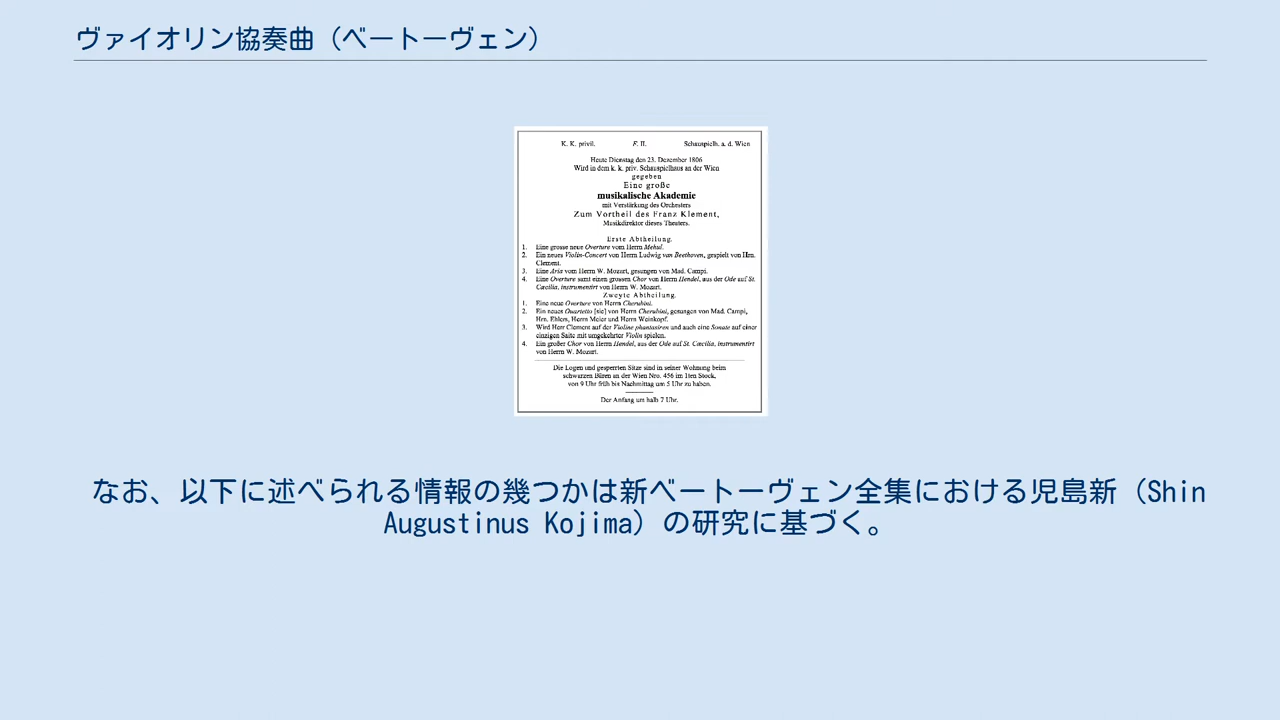 ヴァイオリン協奏曲（ベートーヴェン）
K. K. privil. F. H. Schauspielh. a. d. Wien
Heute Dienstag den 23. Dezember 1806
Wird in dem k. k. priv. Schauspielhaus an der Wien
gegeben
Eine große
musikalische Akademie
mit Verstärkung des Orchesters
Zum Vortheil des Franz Klement,
Musikdirektor dieses Theaters.
Erste Abtheilung.
1. Eine grosse neue Overture vom Herrn Mehul.
2. Ein neues Violin-Concert von Herrn Ludwig van Beethoven, gespielt von Hrn.
Clement.
3. Eine Aria vom Herrn W. Mozart, gesungen von Mad. Campi.
4. Eine Overture samt einen grossen Chor von Herrn Hendel, aus der Ode auf St.
Cæcilia, instrumentirt von Herrn W. Mozart.
Zweyte Abtheilung.
1. Eine neue Overture von Herrn Cherubini.
2. Ein neues Quartetto [sic] von Herrn Cherubini, gesungen von Mad. Campi,
Hrn. Ehlers, Herrn Meier und Herrn Weinkopf.
3. Wird Herr Clement auf der Violine phantasiren und auch eine Sonate auf einer
einzigen Saite mit umgekehrter Violin spielen.
4. Ein großer Chor von Herrn Hendel, aus der Ode auf St. Cæcilia, instrumentirt
von Herrn W. Mozart.
Die Logen und gesperrten Sitze sind in seiner Wohnung beim
schwarzen Bären an der Wien Nro. 456 im 1ten Stock,
von 9 Uhr früh bis Nachmittag um 5 Uhr zu haben.
Der Anfang um halb 7 Uhr.
なお、以下に述べられる情報の幾つかは新ベートーヴェン全集における児島新（Shin
Augustinus Kojima）の研究に基づく。